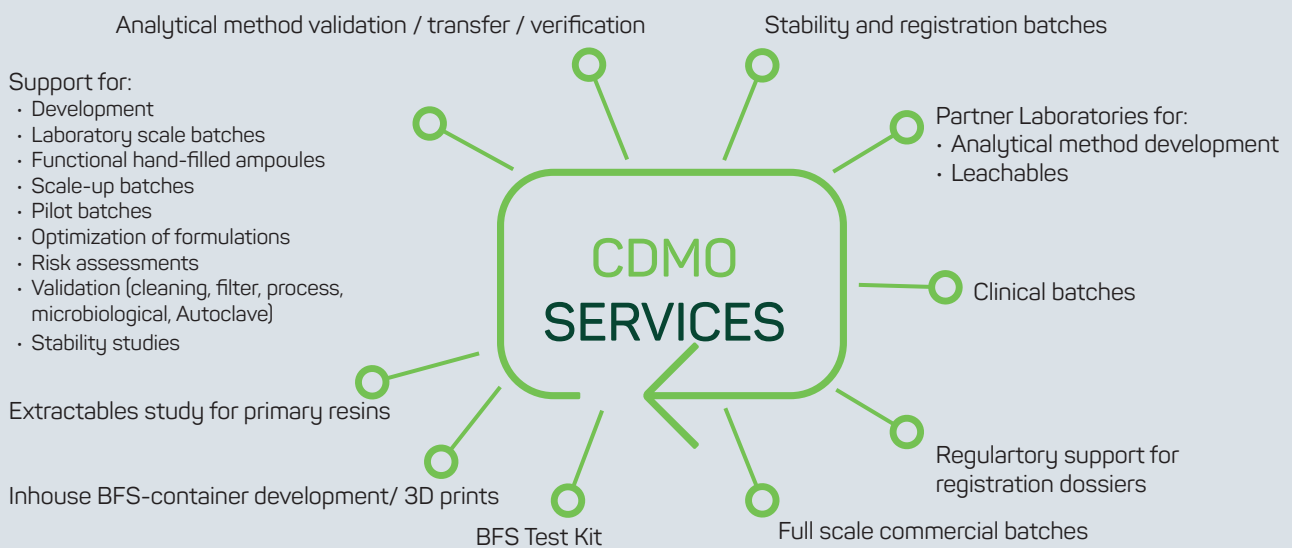 Analytical method validation / transfer / verification
Stability and registration batches
Support for:
· Development
· Laboratory scale batches
· Functional hand-filled ampoules
· Scale-up batches
· Pilot batches
· Optimization of formulations
· Risk assessments
· Validation (cleaning, filter, process,
microbiological, Autoclave)
· Stability studies
Partner Laboratories for:
· Analytical method development
· Leachables
CDMO
SERVICES
Clinical batches
Extractables study for primary resins
Regulartory support for
registration dossiers
Inhouse BFS-container development/ 3D prints
BFS Test Kit
Full scale commercial batches